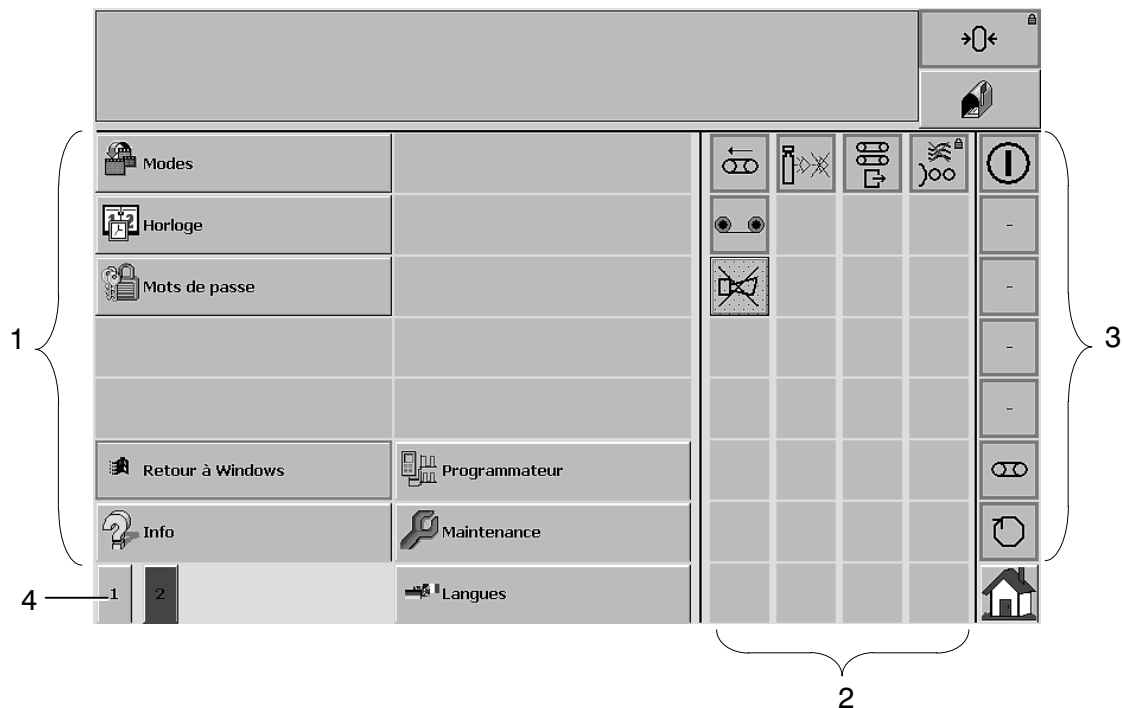 Modes
Horloge
Mots de passe
1
3
Retour à Windows
Programmateur
Info
Maintenance
4
1
2
Langues
2